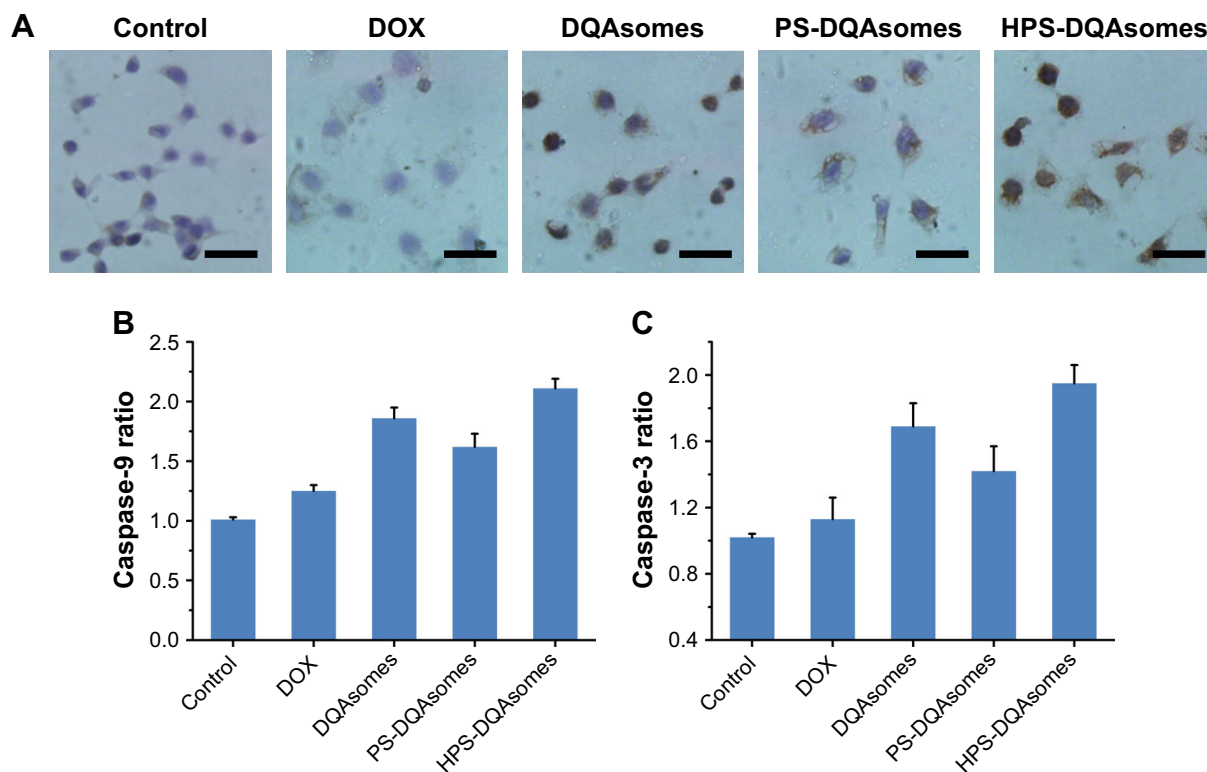 A
Control DOX DQAsomes PS-DQAsomes HPS-DQAsomes
B
Caspase-9 ratio
2.5
2.0
1.5
1.0
0.5
0.0
Control DOX DQAsomes PS-DQAsomes HPS-DQAsomes
C
Caspase-3 ratio
2.0
1.6
1.2
0.8
0.4
Control DOX DQAsomes PS-DQAsomes HPS-DQAsomes